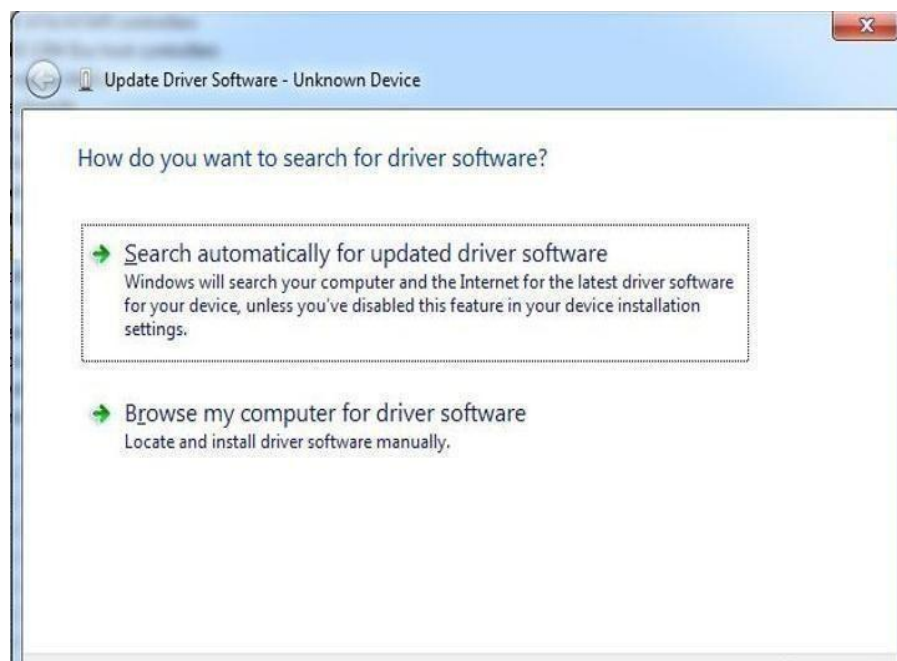 Update Driver Software - Unknown Device
How do you want to search for driver software?
Search automatically for updated driver software
Windows will search your computer and the Internet for the latest driver software
for your device, unless you've disabled this feature in your device installation
settings.
Browse my computer for driver software
Locate and install driver software manually.